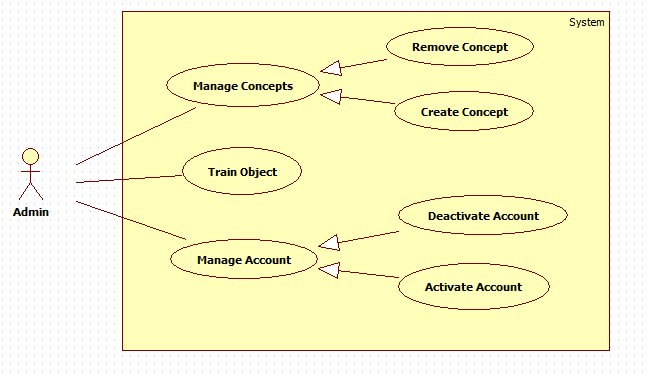 System
Remove Concept
Manage Concepts
Create Concept
Train Object
Admin
Deactivate Account
Manage Account
Activate Account